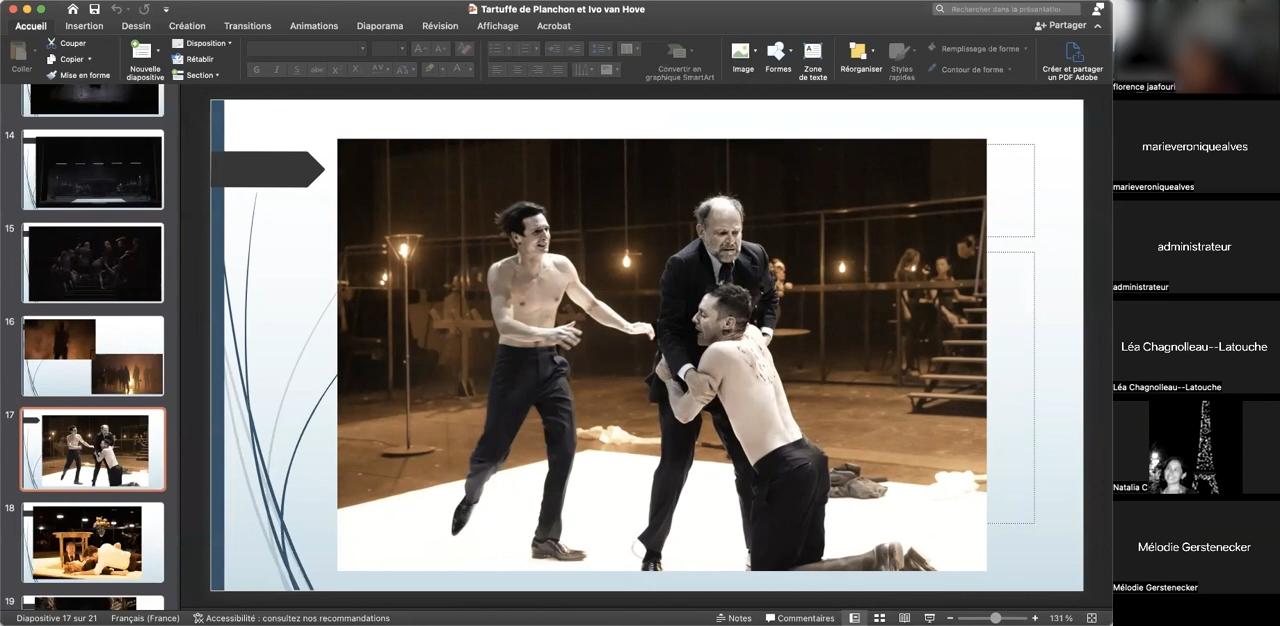 Tartuffe de Planchon et Ivo van Hove
Rechercher dans la présentation
Accueil
Insertion
Dessin
Création
Transitions
Animations
Diaporama
Révision
Affichage
Acrobat
Partager
Coller
Couper
Copier
Mise en forme
Nouvelle
diapositive
Disposition
Rétablir
Section
Convertir en
graphique SmartArt
Image
Formes
Zone
de texte
Réorganiser
Styles
rapides
Remplissage de forme
Contour de forme
Créer et partager
un PDF Adobe
14
15
16
17
18
19
Diapositive 17 sur 21
Français (France)
Accessibilité : consultez nos recommandations
Notes
Commentaires
131 %
florence jaafour
marieveroniquealves
marieveroniquealves
administrateur
administrateur
Léa Chagnolleau--Latouche
Léa Chagnolleau--Latouche
Natalia C
Mélodie Gerstenecker
Mélodie Gerstenecker